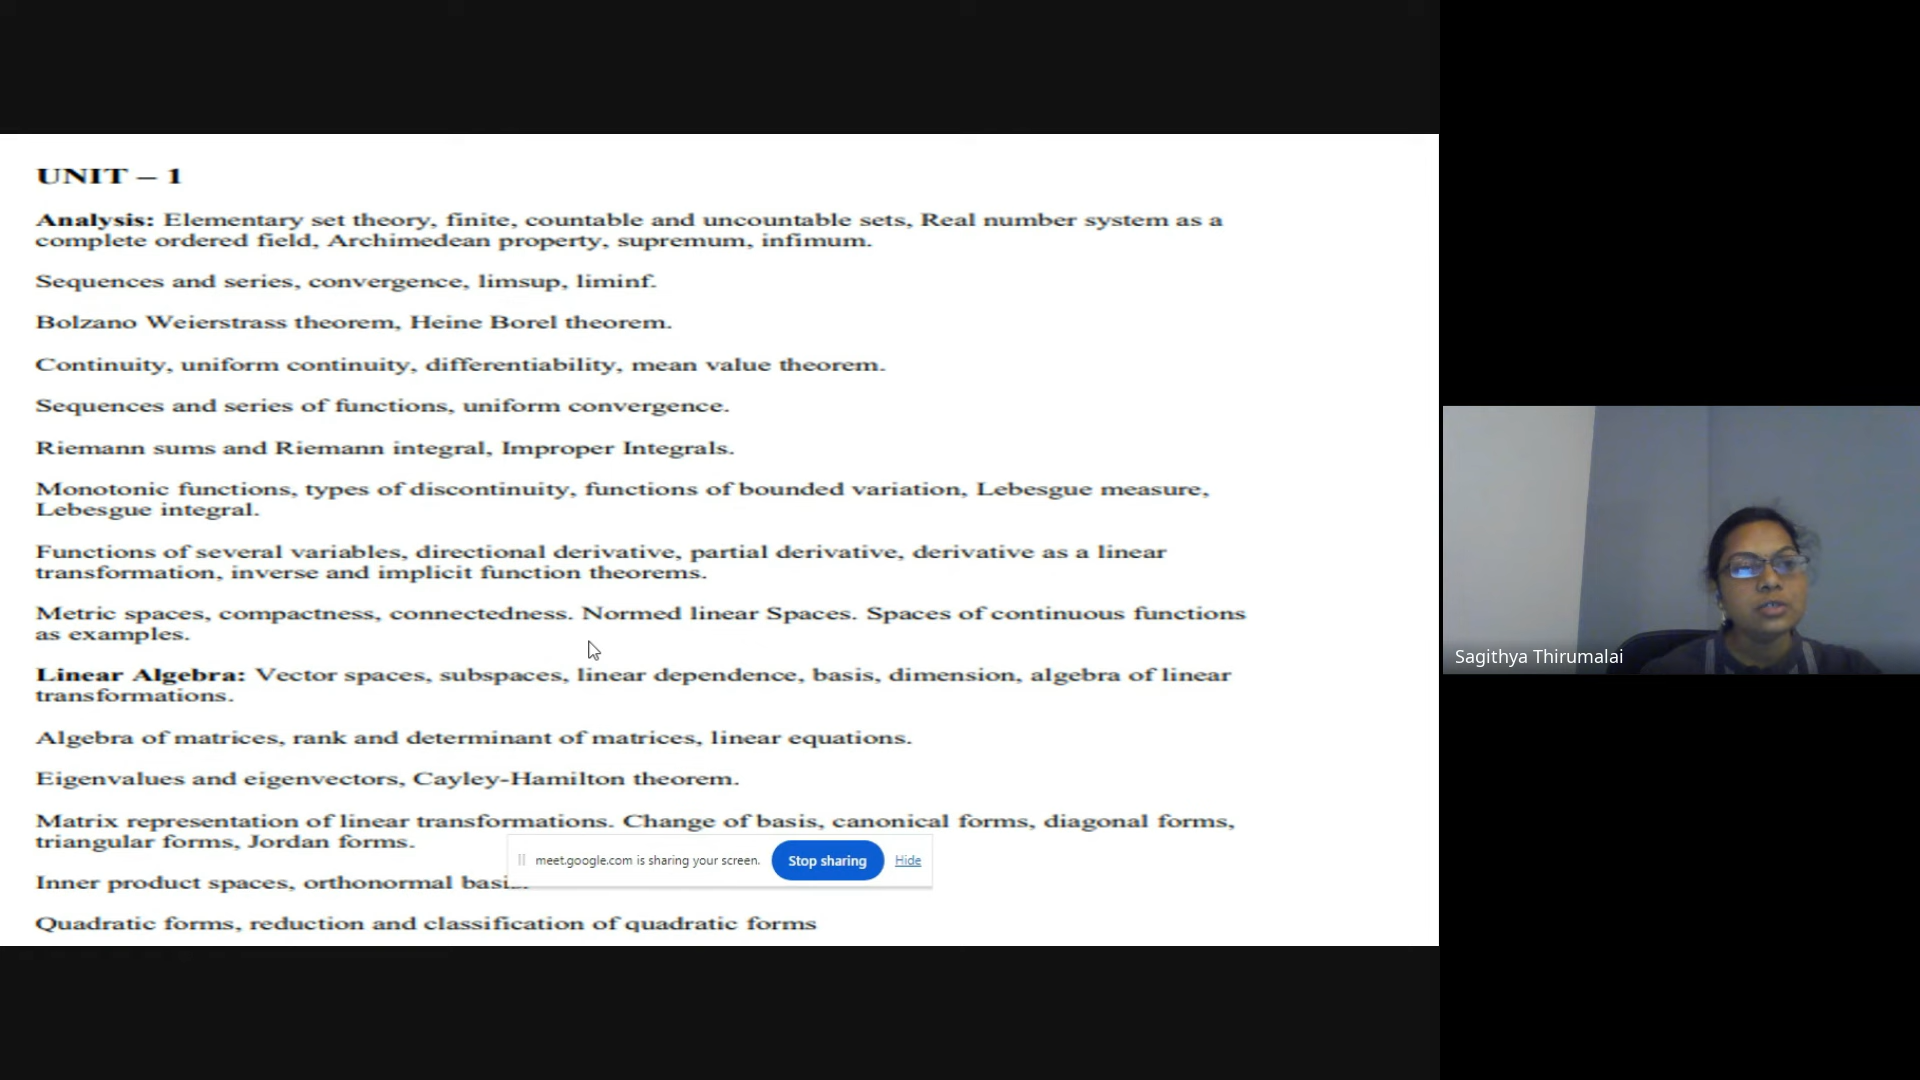 UNIT – 1
Analysis: Elementary set theory, finite, countable and uncountable sets, Real number system as a
complete ordered field, Archimedean property, supremum, infimum.
Sequences and series, convergence, limsup, liminf.
Bolzano Weierstrass theorem, Heine Borel theorem.
Continuity, uniform continuity, differentiability, mean value theorem.
Sequences and series of functions, uniform convergence.
Riemann sums and Riemann integral, Improper Integrals.
Monotonic functions, types of discontinuity, functions of bounded variation, Lebesgue measure,
Lebesgue integral.
Functions of several variables, directional derivative, partial derivative, derivative as a linear
transformation, inverse and implicit function theorems.
Metric spaces, compactness, connectedness. Normed linear Spaces. Spaces of continuous functions
as examples.
Linear Algebra: Vector spaces, subspaces, linear dependence, basis, dimension, algebra of linear
transformations.
Algebra of matrices, rank and determinant of matrices, linear equations.
Eigenvalues and eigenvectors, Cayley-Hamilton theorem.
Matrix representation of linear transformations. Change of basis, canonical forms, diagonal forms,
triangular forms, Jordan forms.
meet.google.com is sharing your screen. Stop sharing Hide
Inner product spaces, orthonormal basis.
Quadratic forms, reduction and classification of quadratic forms
Sagithya Thirumalai